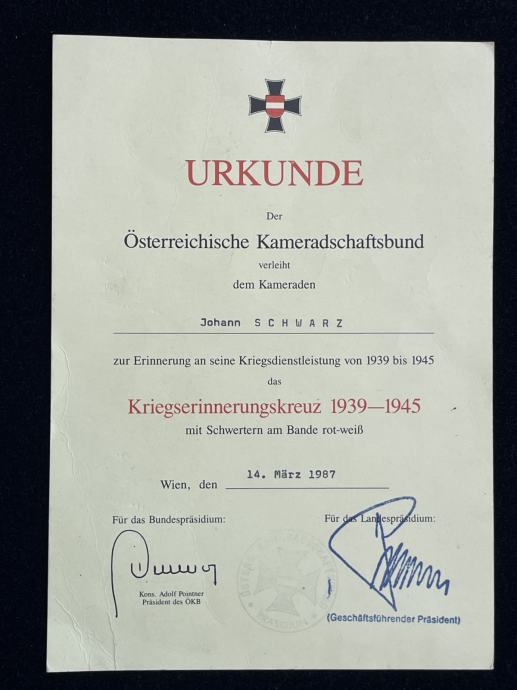 URKUNDE
Der
Österreichische Kameradschaftsbund
verleiht
dem Kameraden
Johann SCHWARZ
zur Erinnerung an seine Kriegsdienstleistung von 1939 bis 1945
das
Kriegserinnerungskreuz 1939—1945
mit Schwertern am Bande rot-weiß
Wien, den 14. März 1987
Für das Bundespräsidium: Für das Landespräsidium:
Kons. Adolf Pointner
Präsident des ÖKB
(Geschäftsführender Präsident)
PRÄSIDIUM